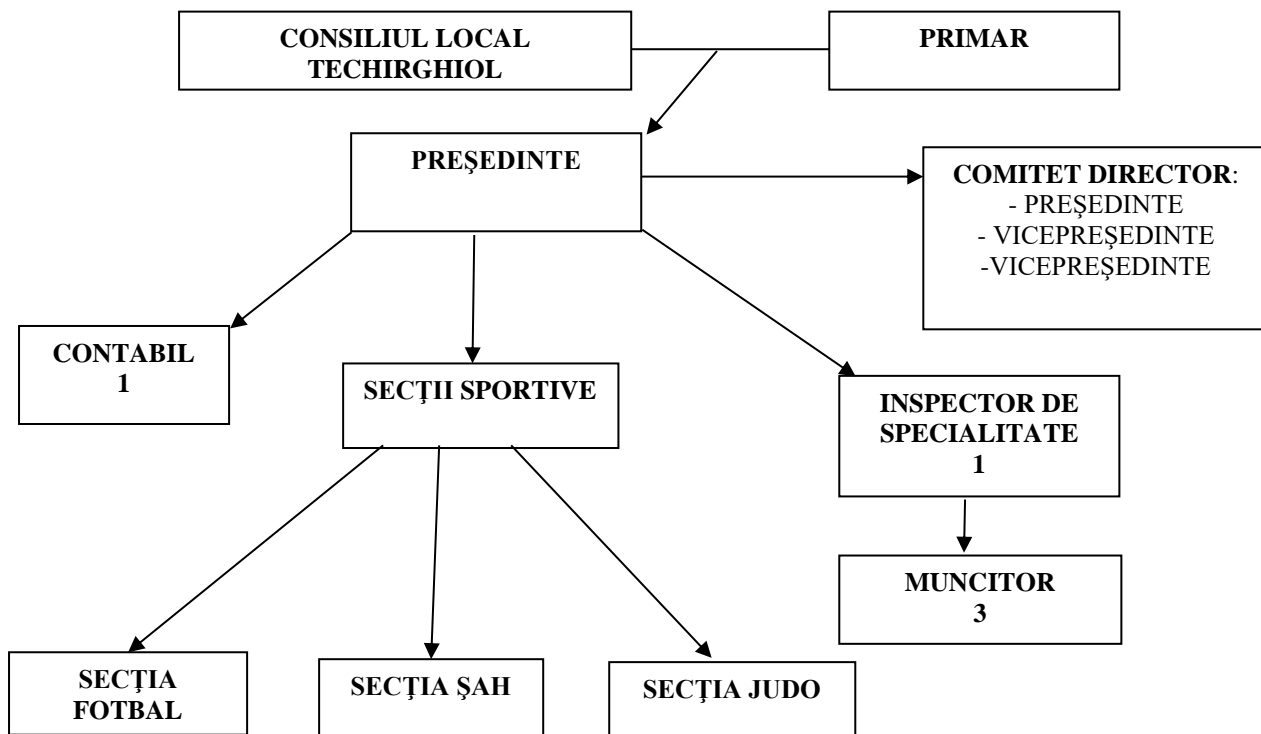 CONSILIUL LOCAL
TECHIRGHIOL
PRIMAR
PREŞEDINTE
COMITET DIRECTOR:
- PREŞEDINTE
- VICEPREŞEDINTE
-VICEPREŞEDINTE
CONTABIL
1
SECŢII SPORTIVE
INSPECTOR DE
SPECIALITATE
1
MUNCITOR
3
SECŢIA
FOTBAL
SECŢIA ŞAH
SECŢIA JUDO